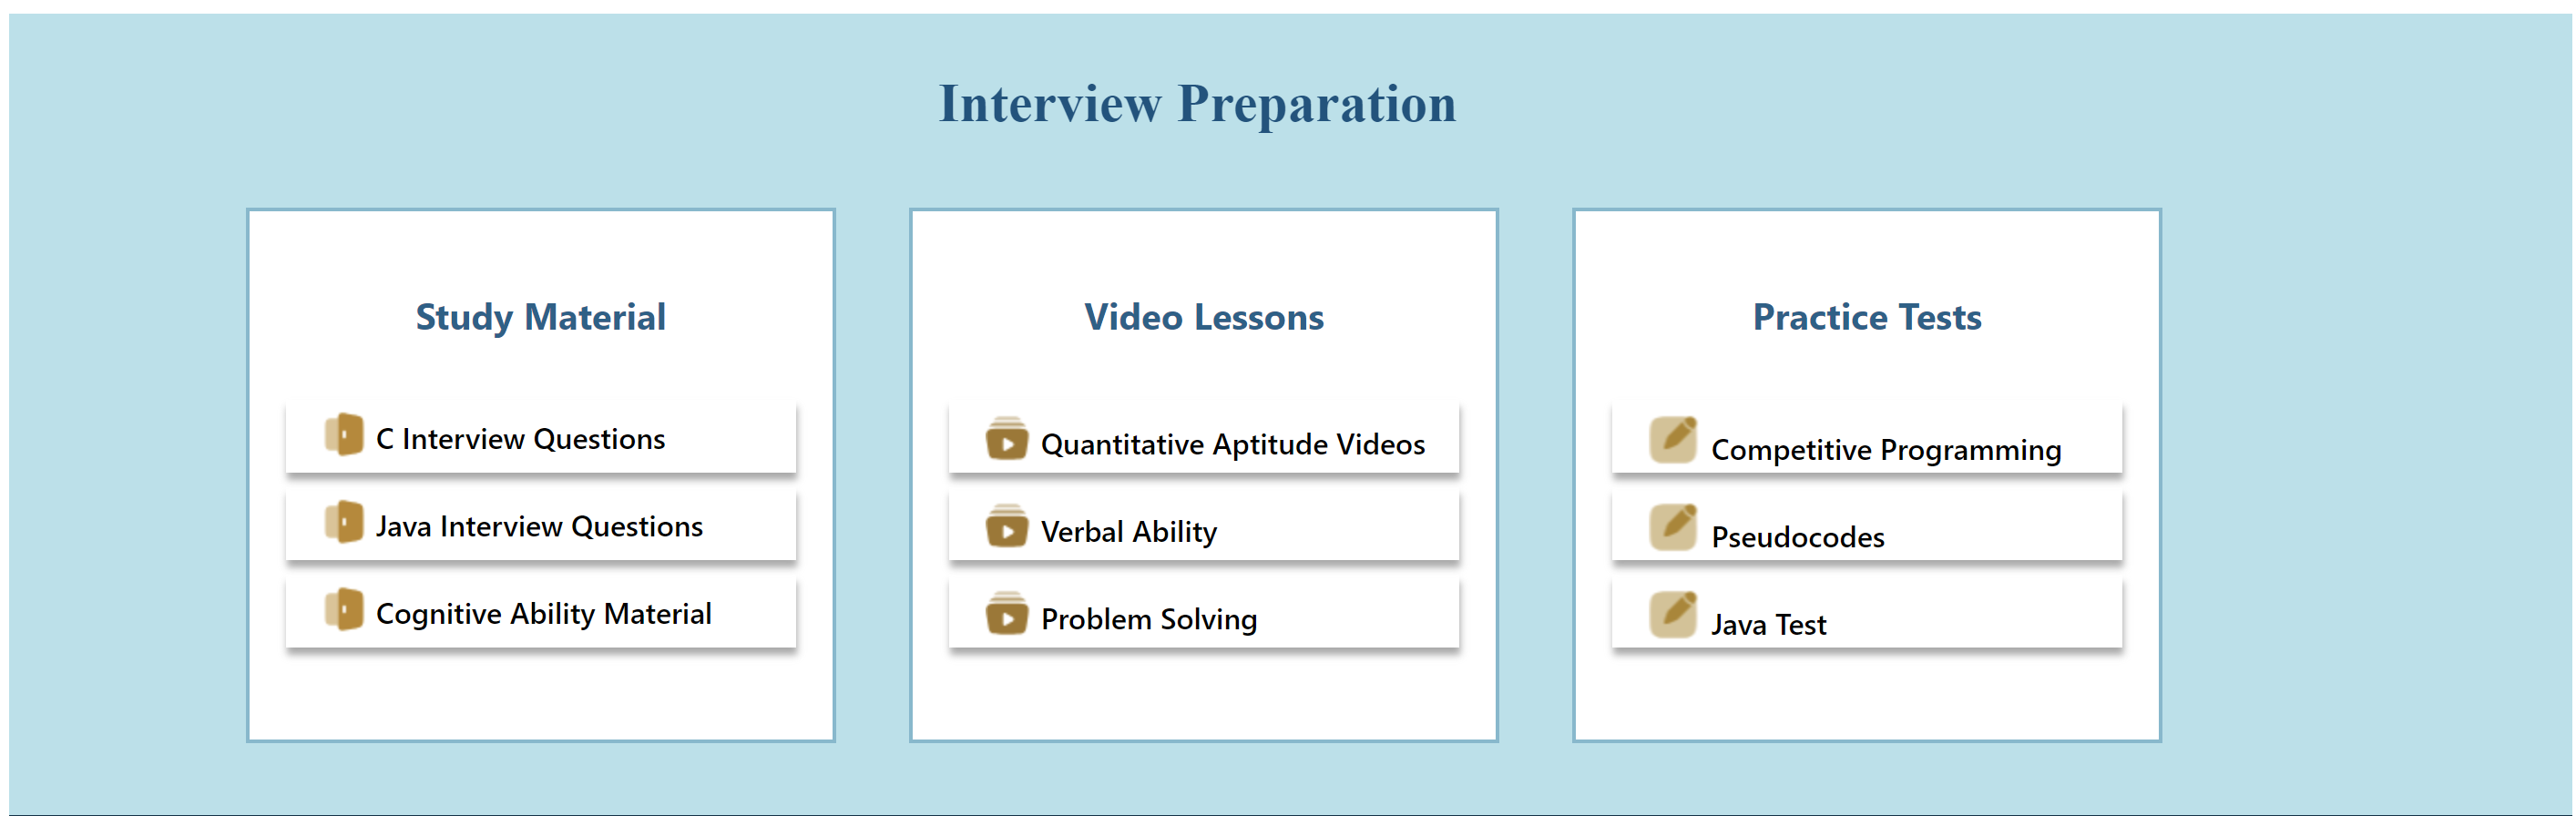 Interview Preparation
Study Material
C Interview Questions
Java Interview Questions
Cognitive Ability Material
Video Lessons
Quantitative Aptitude Videos
Verbal Ability
Problem Solving
Practice Tests
Competitive Programming
Pseudocodes
Java Test